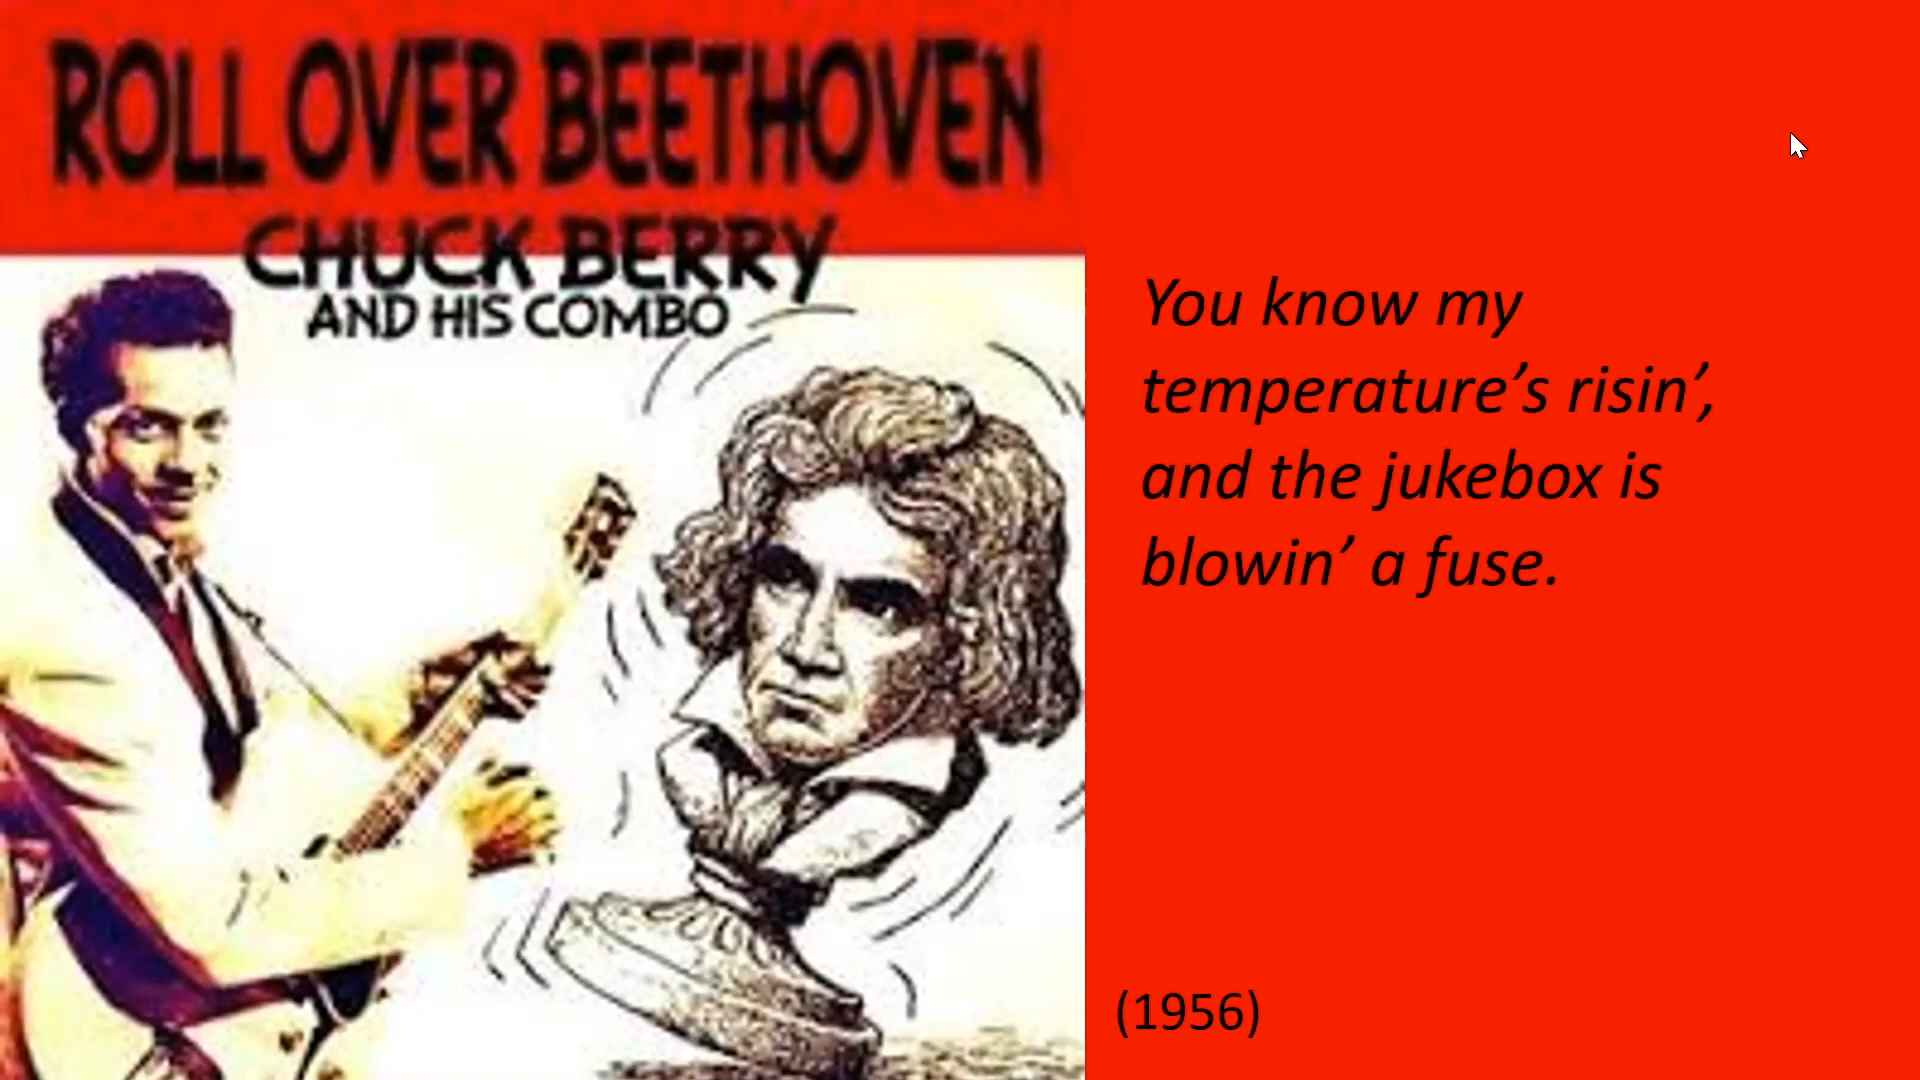 ROLL OVER BEETHOVEN
CHUCK BERRY
AND HIS COMBO
You know my
temperature’s risin’,
and the jukebox is
blowin’ a fuse.
(1956)